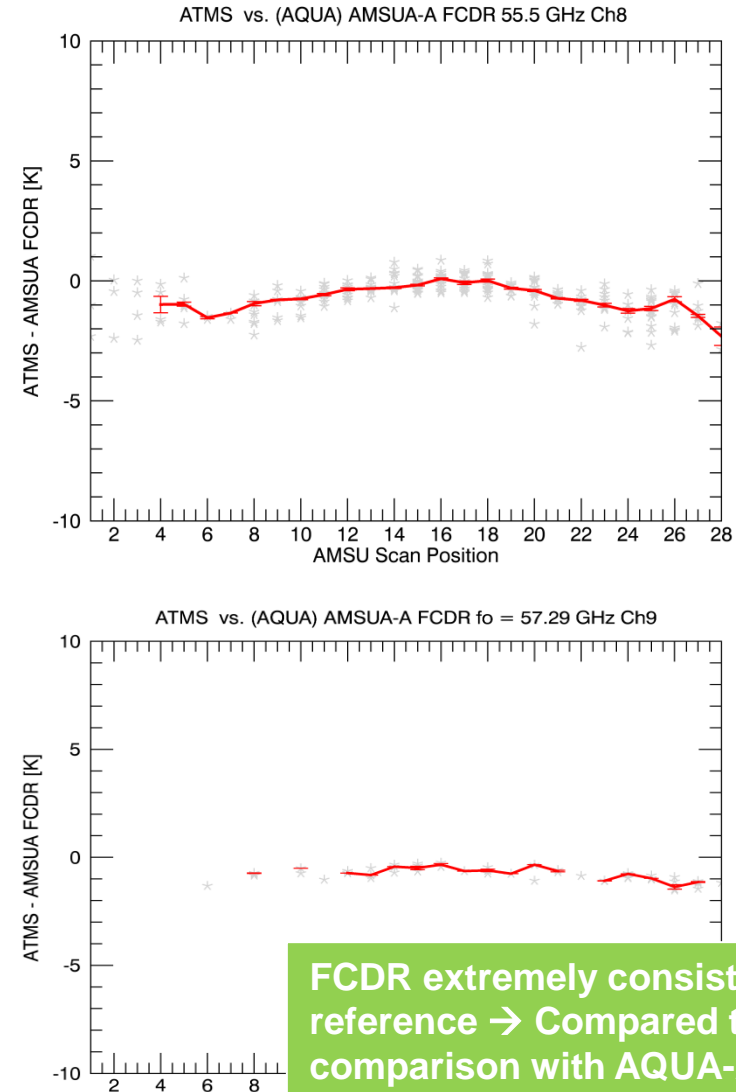 ATMS vs. (AQUA) AMSUA-A FCDR 55.5 GHz Ch8
10
5
0
-5
-10
ATMS - AMSUA FCDR [K]
2 4 6 8 10 12 14 16 18 20 22 24 26 28
AMSU Scan Position
ATMS vs. (AQUA) AMSUA-A FCDR fo = 57.29 GHz Ch9
10
5
0
-5
-10
ATMS - AMSUA FCDR [K]
2 4 6 8
FCDR extremely consist
reference → Compared t
comparison with AQUA-